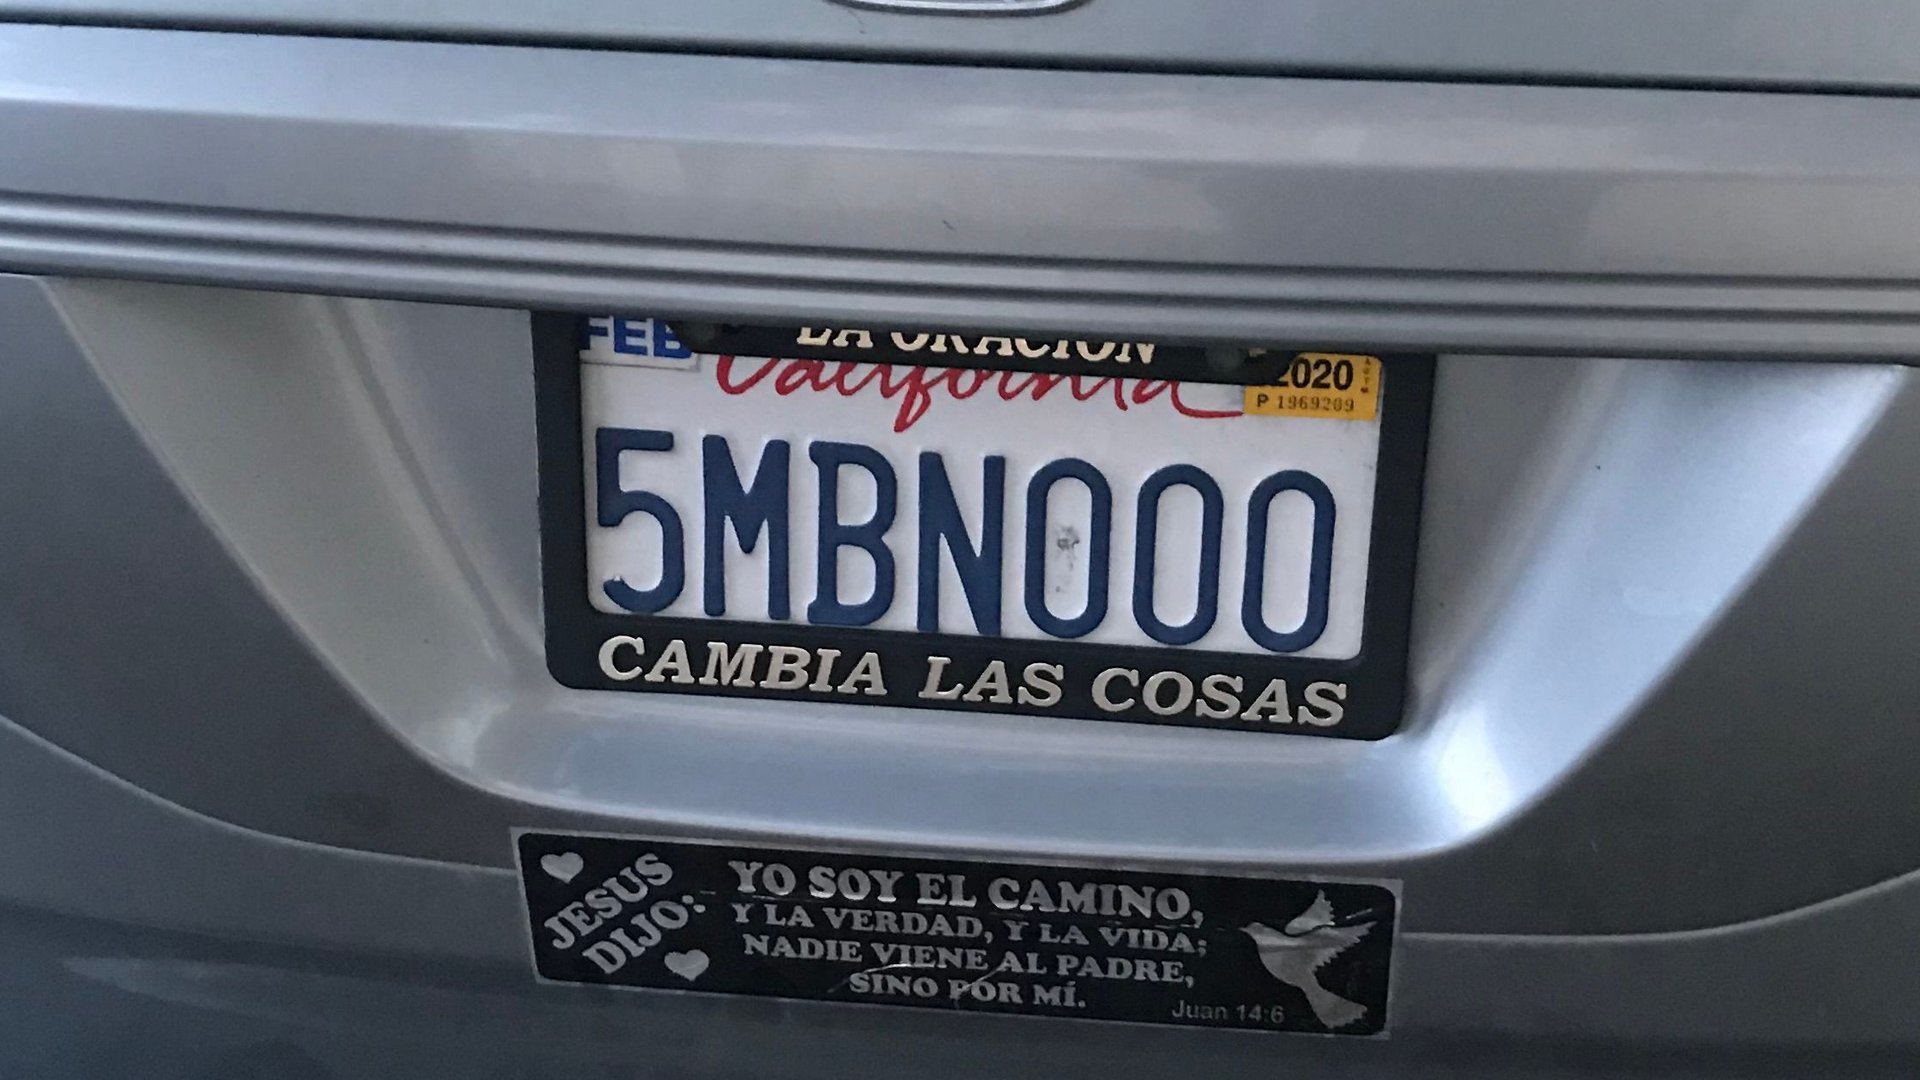 LA ORACION
FEB
California
2020
P 1969209
5MBN000
CAMBIA LAS COSAS
JESUS
DIJO:
YO SOY EL CAMINO,
Y LA VERDAD, Y LA VIDA;
NADIE VIENE AL PADRE,
SINO POR MÍ.
Juan 14:6